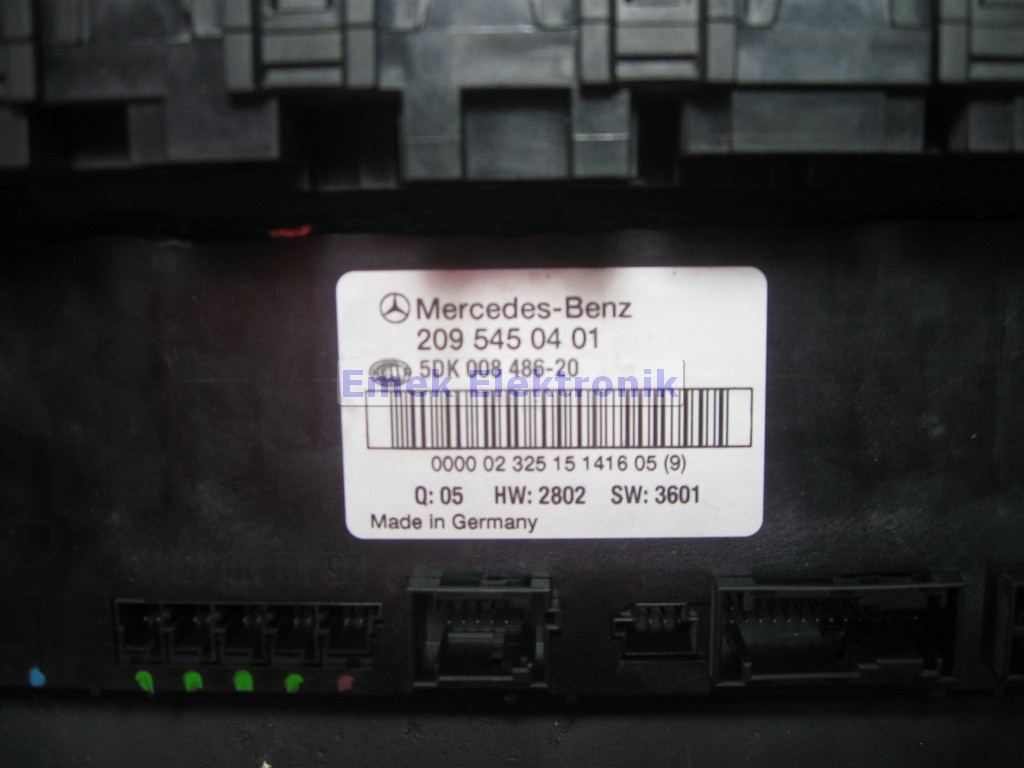 Mercedes-Benz
209 545 04 01
HELLA 5DK 008 486-20
Emek Elektronik
0000 02 325 15 1416 05 (9)
Q: 05 HW: 2802 SW: 3601
Made in Germany